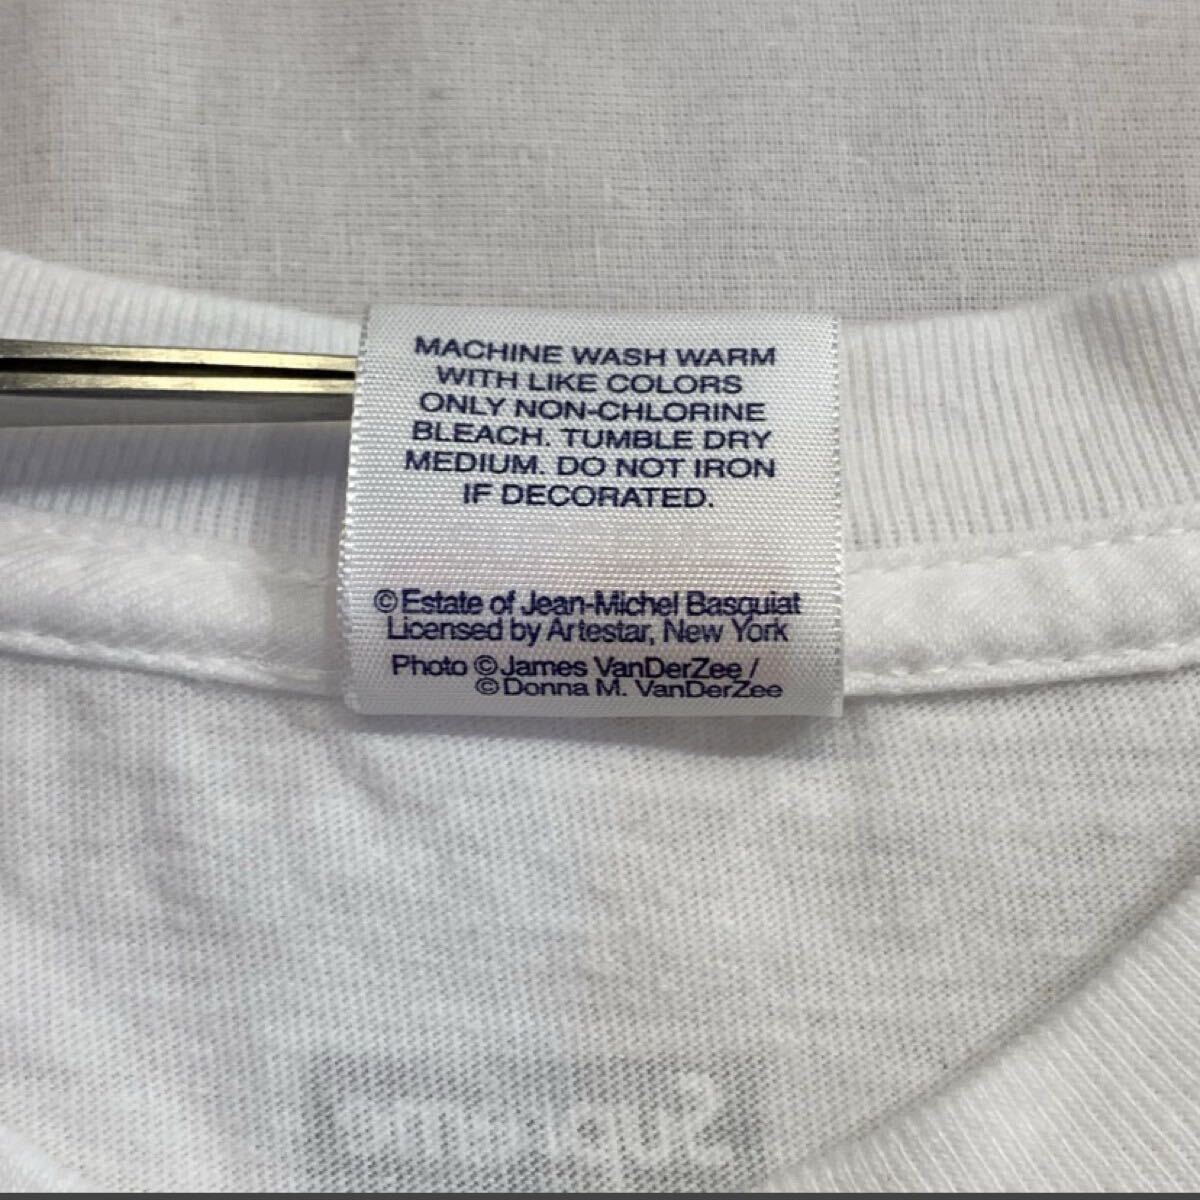 MACHINE WASH WARM
WITH LIKE COLORS
ONLY NON-CHLORINE
BLEACH. TUMBLE DRY
MEDIUM. DO NOT IRON
IF DECORATED.
© Estate of Jean-Michel Basquiat
Licensed by Artestar, New York
Photo © James VanDerZee /
© Donna M. VanDerZee
Supreme